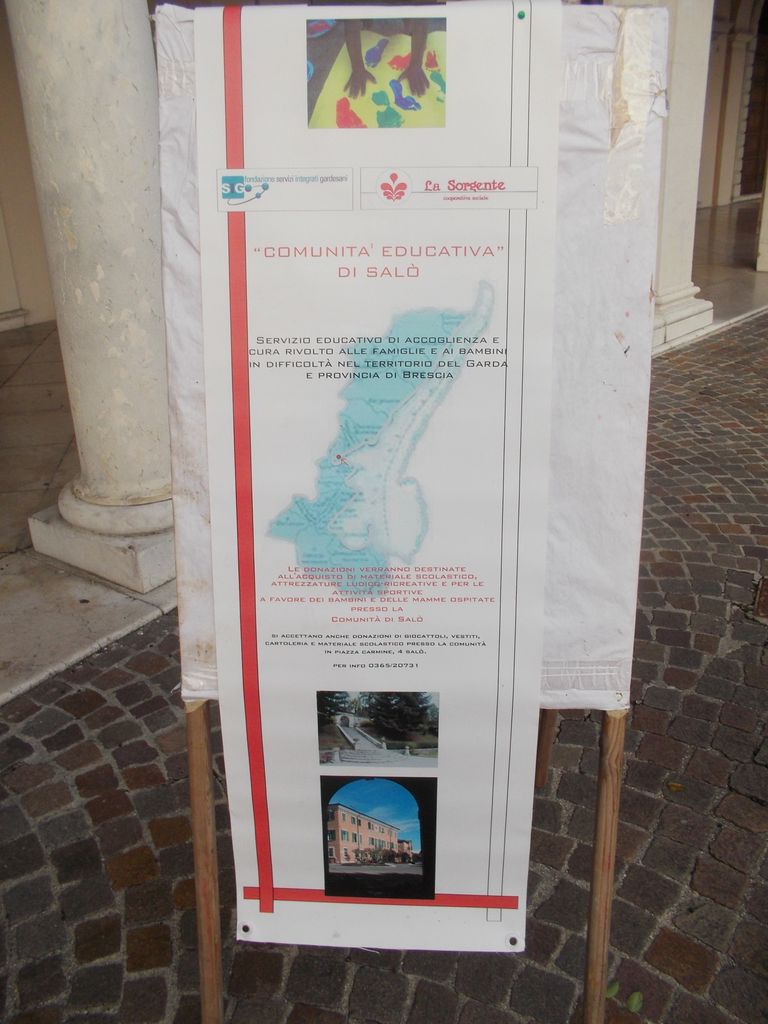 SIG fondazione servizi integrati gardesani
La Sorgente
cooperativa sociale
"COMUNITA' EDUCATIVA"
DI SALÒ
SERVIZIO EDUCATIVO DI ACCOGLIENZA E
CURA RIVOLTO ALLE FAMIGLIE E AI BAMBINI
IN DIFFICOLTÀ NEL TERRITORIO DEL GARDA
E PROVINCIA DI BRESCIA
LE DONAZIONI VERRANNO DESTINATE
ALL'ACQUISTO DI MATERIALE SCOLASTICO,
ATTREZZATURE LUDICO-RICREATIVE E PER LE
ATTIVITÀ SPORTIVE
A FAVORE DEI BAMBINI E DELLE MAMME OSPITATE
PRESSO LA
COMUNITÀ DI SALÒ
SI ACCETTANO ANCHE DONAZIONI DI GIOCATTOLI, VESTITI,
CARTOLERIA E MATERIALE SCOLASTICO PRESSO LA COMUNITÀ
IN PIAZZA CARMINE, 4 SALÒ.
PER INFO 0365/20731